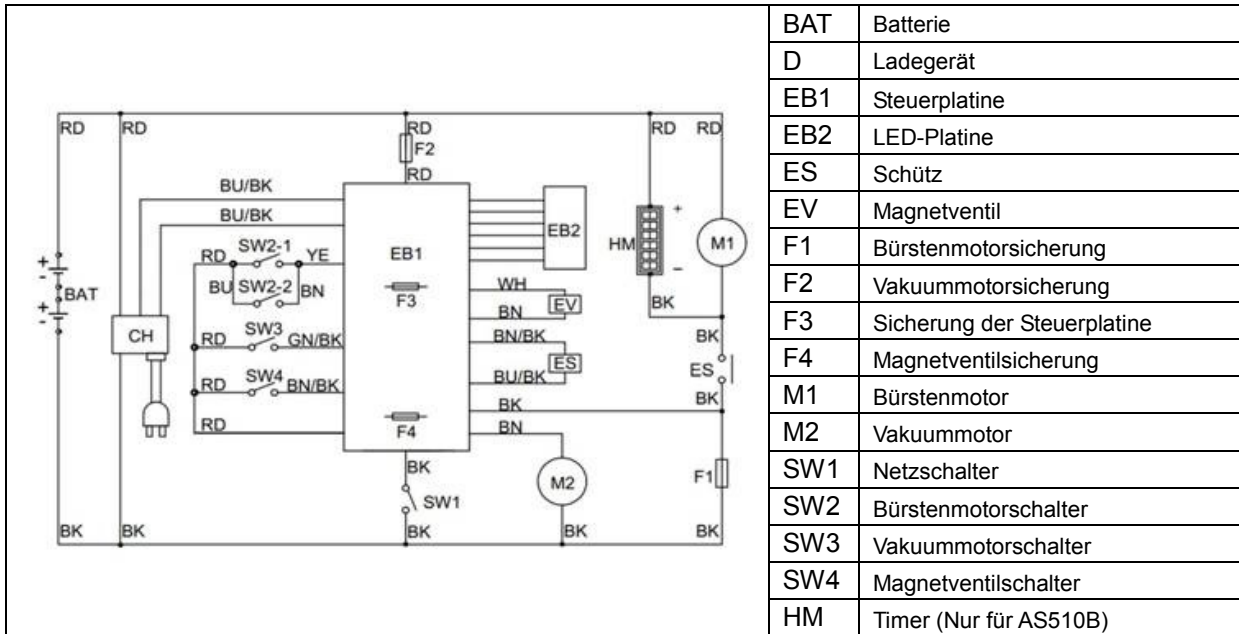 RD
RD
RD
RD
RD
F2
RD
BU/BK
BU/BK
SW2-1
RD
YE
BU
SW2-2
BN
EB1
EB2
HM
+
M1
−
+
-
BAT
+
-
F3
WH
EV
BN
BK
CH
RD
SW3
GN/BK
BN/BK
BK
ES
ES
RD
SW4
BN/BK
BU/BK
BK
BK
RD
F4
BN
BK
SW1
M2
F1
BK
BK
BK
BK
BK
BAT Batterie
D Ladegerät
EB1 Steuerplatine
EB2 LED-Platine
ES Schütz
EV Magnetventil
F1 Bürstenmotorsicherung
F2 Vakuummotorsicherung
F3 Sicherung der Steuerplatine
F4 Magnetventilsicherung
M1 Bürstenmotor
M2 Vakuummotor
SW1 Netzschalter
SW2 Bürstenmotorschalter
SW3 Vakuummotorschalter
SW4 Magnetventilschalter
HM Timer (Nur für AS510B)